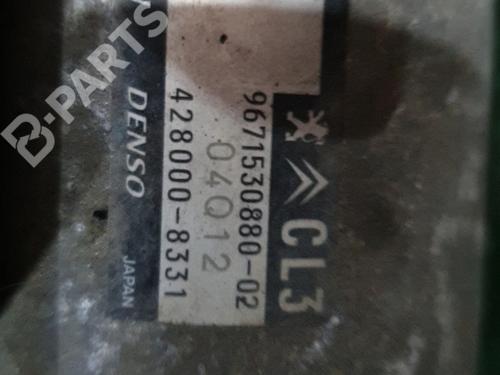 CL3
9671530880-02
04Q12
428000-8331
DENSO
JAPAN
B-PARTS